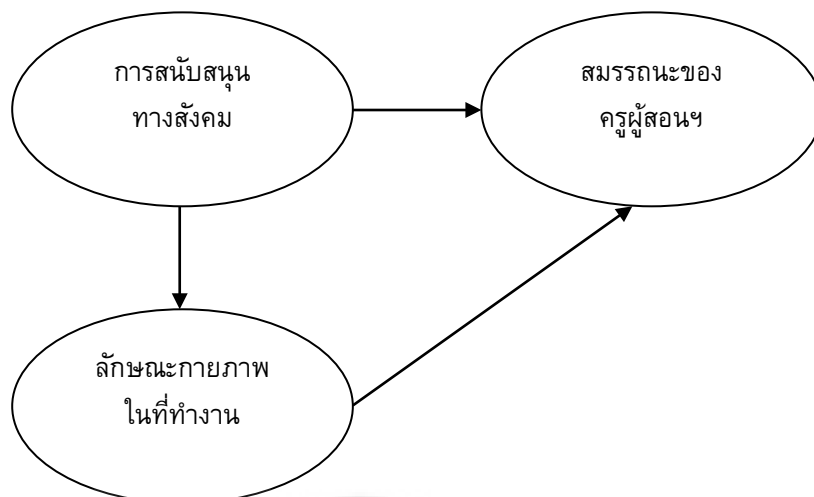 การสนับสนุน
ทางสังคม
สมรรถนะของ
ครูผู้สอนฯ
ลักษณะกายภาพ
ในที่ทำงาน